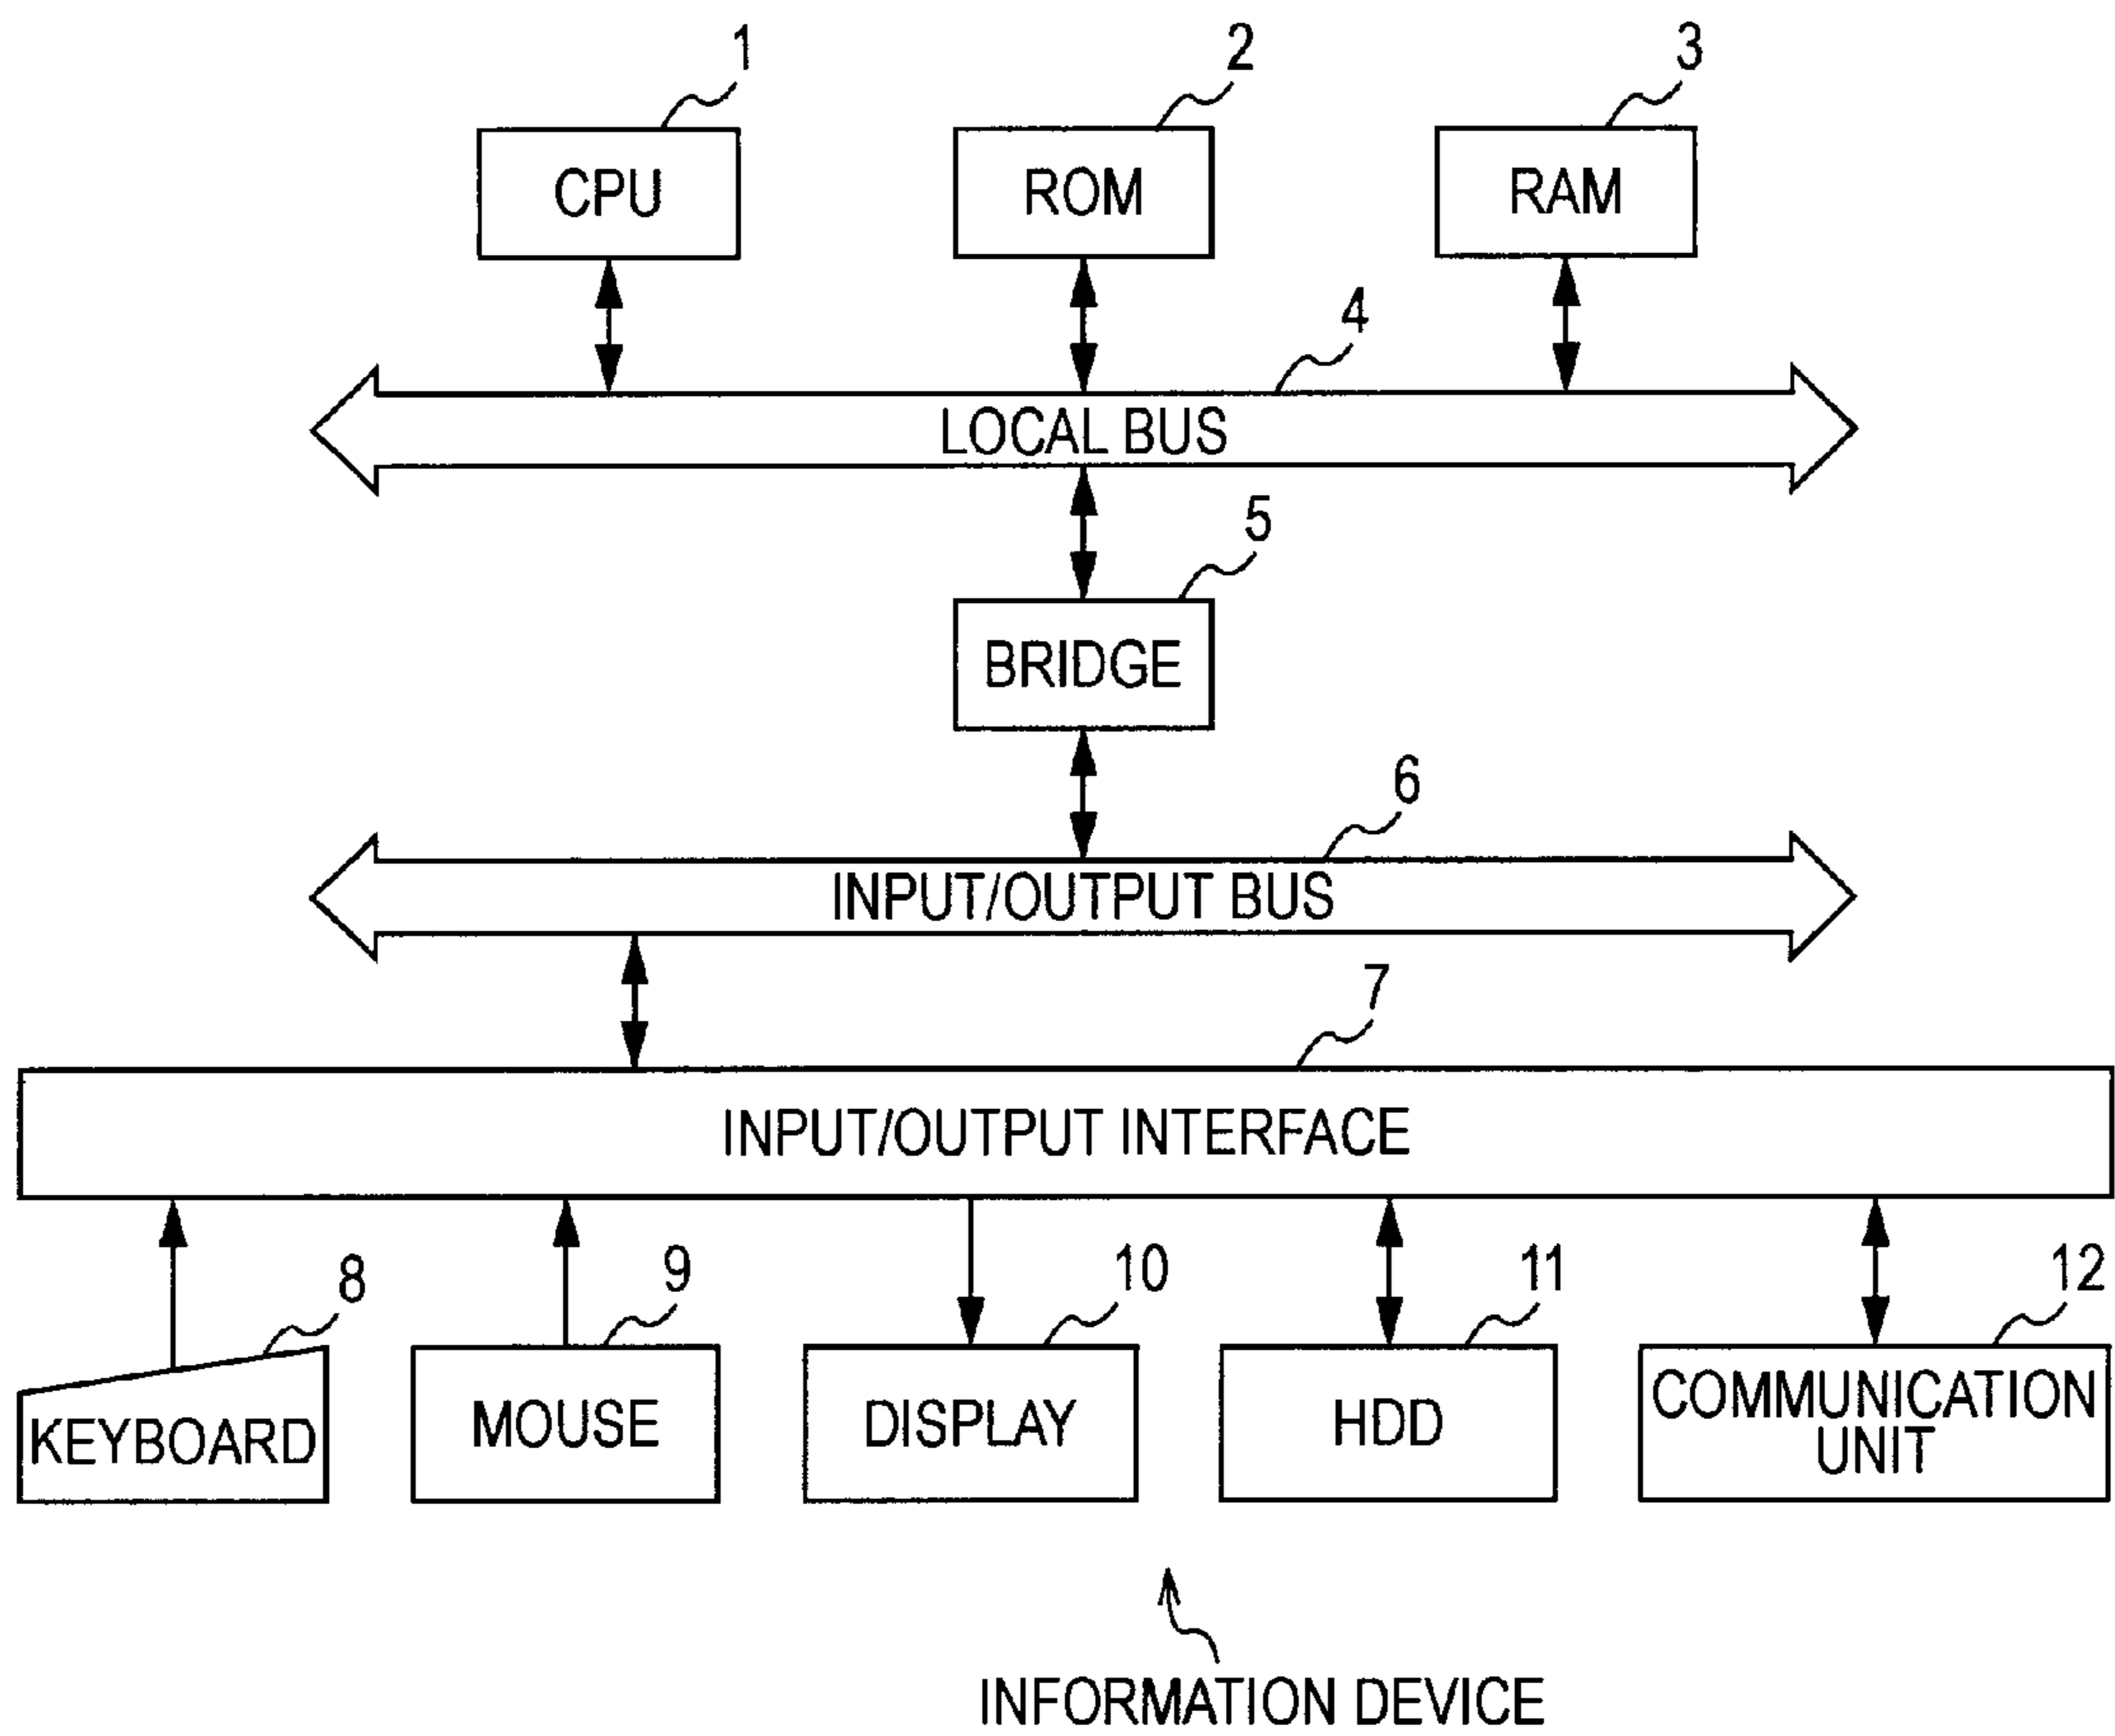 1 2 3
CPU ROM RAM
4
LOCAL BUS
5
BRIDGE
6
INPUT/OUTPUT BUS
7
INPUT/OUTPUT INTERFACE
8 9 10 11 12
KEYBOARD MOUSE DISPLAY HDD COMMUNICATION
UNIT
INFORMATION DEVICE